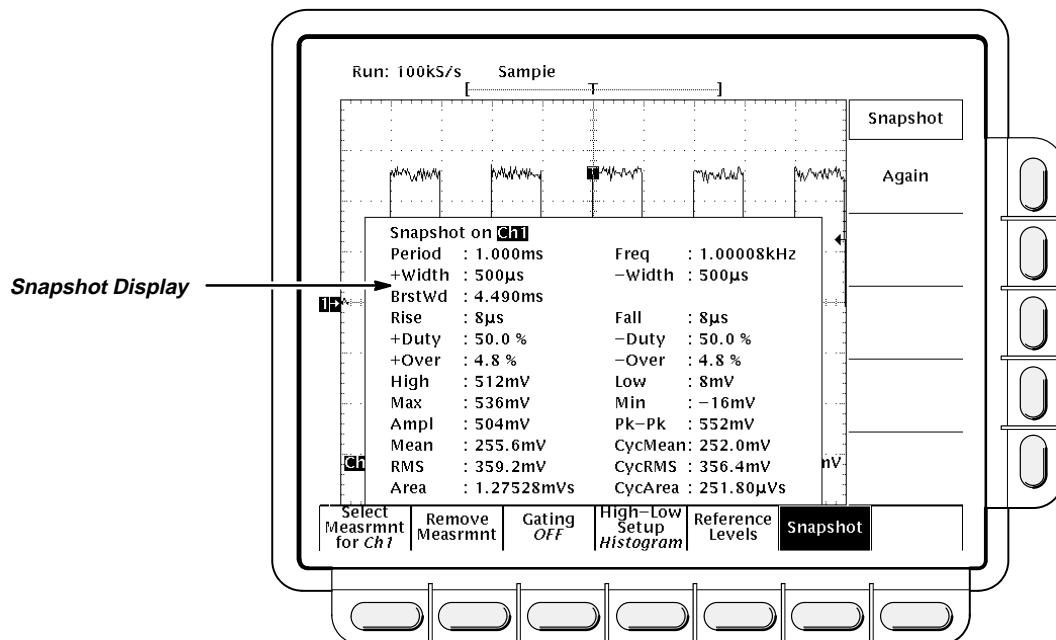 Run: 100kS/s Sample
[ T ]
Snapshot
Again
1
Snapshot on Ch1
Period : 1.000ms Freq : 1.00008kHz
+Width : 500µs −Width : 500µs
Snapshot Display
BrstWd : 4.490ms
1
Rise : 8µs Fall : 8µs
+Duty : 50.0 % −Duty : 50.0 %
+Over : 4.8 % −Over : 4.8 %
High : 512mV Low : 8mV
Max : 536mV Min : −16mV
Ampl : 504mV Pk−Pk : 552mV
Mean : 255.6mV CycMean: 252.0mV
Ch
RMS : 359.2mV CycRMS : 356.4mV
mV
Area : 1.27528mVs CycArea : 251.80µVs
Select
Measrmnt
for Ch1
Remove
Measrmnt
Gating
OFF
High−Low
Setup
Histogram
Reference
Levels
Snapshot